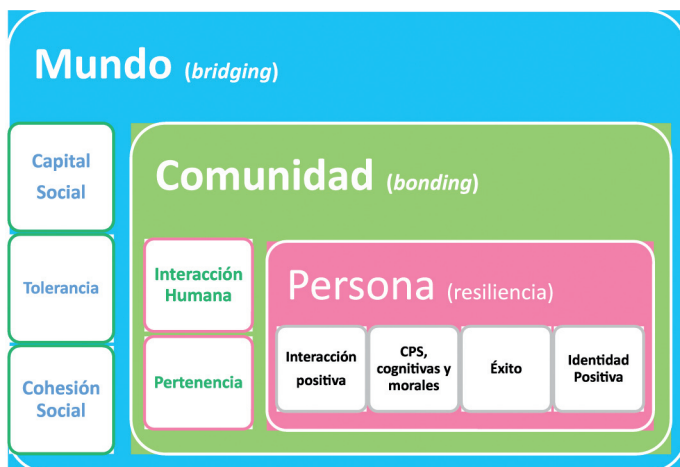 Mundo (bridging)
Capital
Social
Comunidad (bonding)
Tolerancia
Interacción
Humana
Persona (resiliencia)
Interacción
positiva
CPS,
cognitivas y
morales
Éxito
Identidad
Positiva
Pertenencia
Cohesión
Social